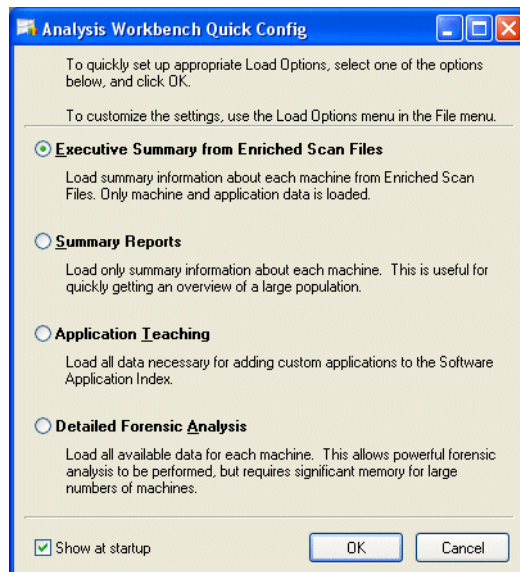 Analysis Workbench Quick Config
To quickly set up appropriate Load Options, select one of the options
below, and click OK.
To customize the settings, use the Load Options menu in the File menu.
Executive Summary from Enriched Scan Files
Load summary information about each machine from Enriched Scan
Files. Only machine and application data is loaded.
Summary Reports
Load only summary information about each machine. This is useful for
quickly getting an overview of a large population.
Application Teaching
Load all data necessary for adding custom applications to the Software
Application Index.
Detailed Forensic Analysis
Load all available data for each machine. This allows powerful forensic
analysis to be performed, but requires significant memory for large
numbers of machines.
Show at startup
OK
Cancel